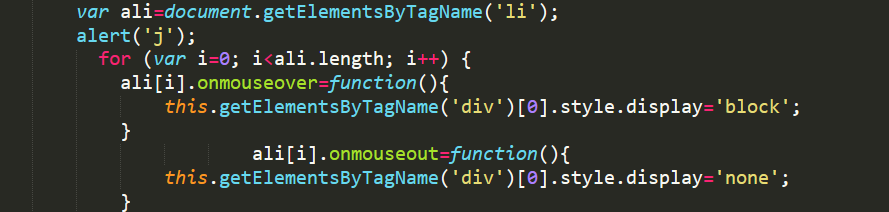 var ali=document.getElementsByTagName('li');
alert('j');
for (var i=0; i<ali.length; i++) {
ali[i].onmouseover=function(){
this.getElementsByTagName('div')[0].style.display='block';
}
ali[i].onmouseout=function(){
this.getElementsByTagName('div')[0].style.display='none';
}